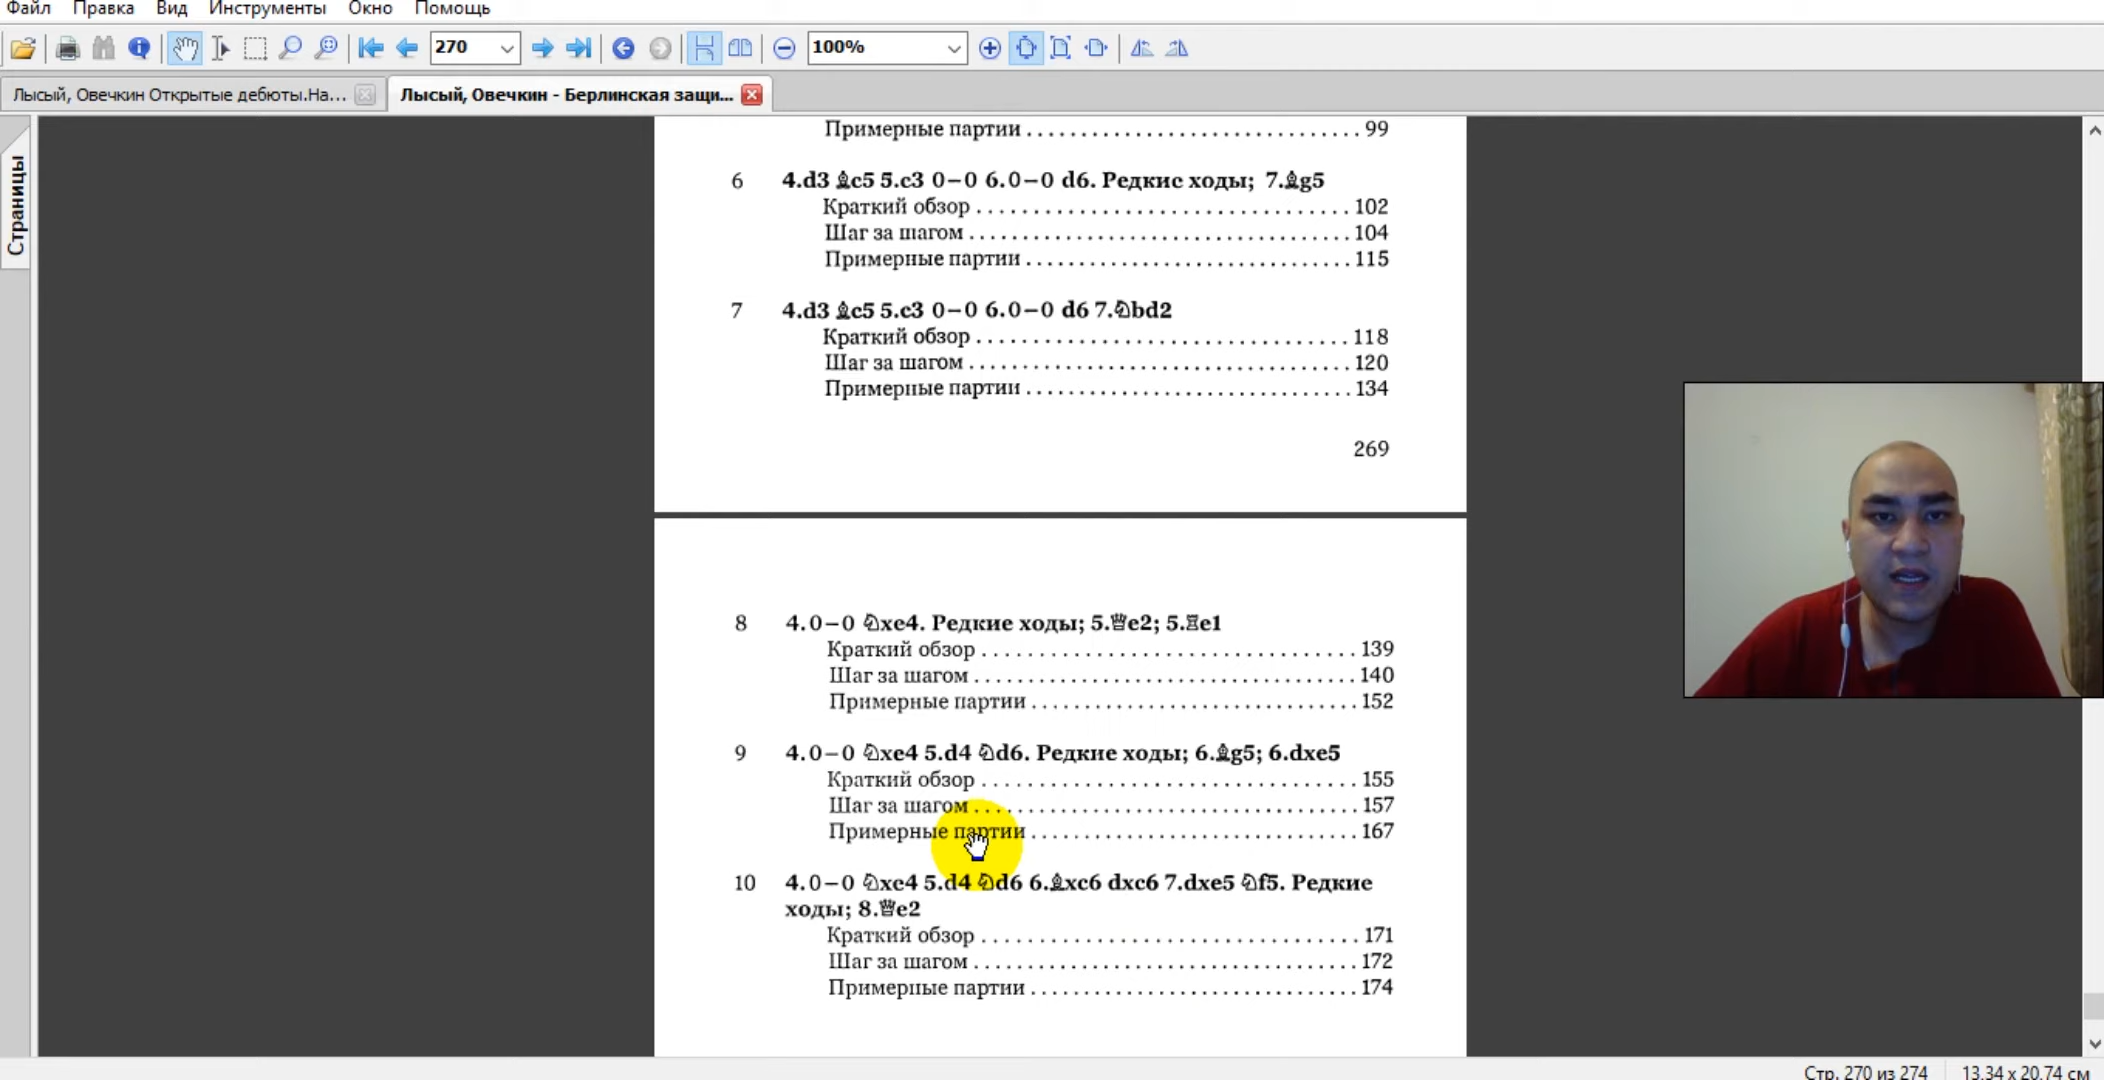 Файл Правка Вид Инструменты Окно Помощь
270 100%
Лысый, Овечкин Открытые дебюты.На... Лысый, Овечкин - Берлинская защи...
Страницы
Примерные партии 99
6 4.d3 ♗c5 5.c3 0–0 6.0–0 d6. Редкие ходы; 7.♗g5
Краткий обзор 102
Шаг за шагом 104
Примерные партии 115
7 4.d3 ♗c5 5.c3 0–0 6.0–0 d6 7.♘bd2
Краткий обзор 118
Шаг за шагом 120
Примерные партии 134
269
8 4.0–0 ♘xe4. Редкие ходы; 5.♕e2; 5.♖e1
Краткий обзор 139
Шаг за шагом 140
Примерные партии 152
9 4.0–0 ♘xe4 5.d4 ♘d6. Редкие ходы; 6.♗g5; 6.dxe5
Краткий обзор 155
Шаг за шагом 157
Примерные партии 167
10 4.0–0 ♘xe4 5.d4 ♘d6 6.♗xc6 dxc6 7.dxe5 ♘f5. Редкие
ходы; 8.♕e2
Краткий обзор 171
Шаг за шагом 172
Примерные партии 174
Стр. 270 из 274 13,34 x 20,74 см